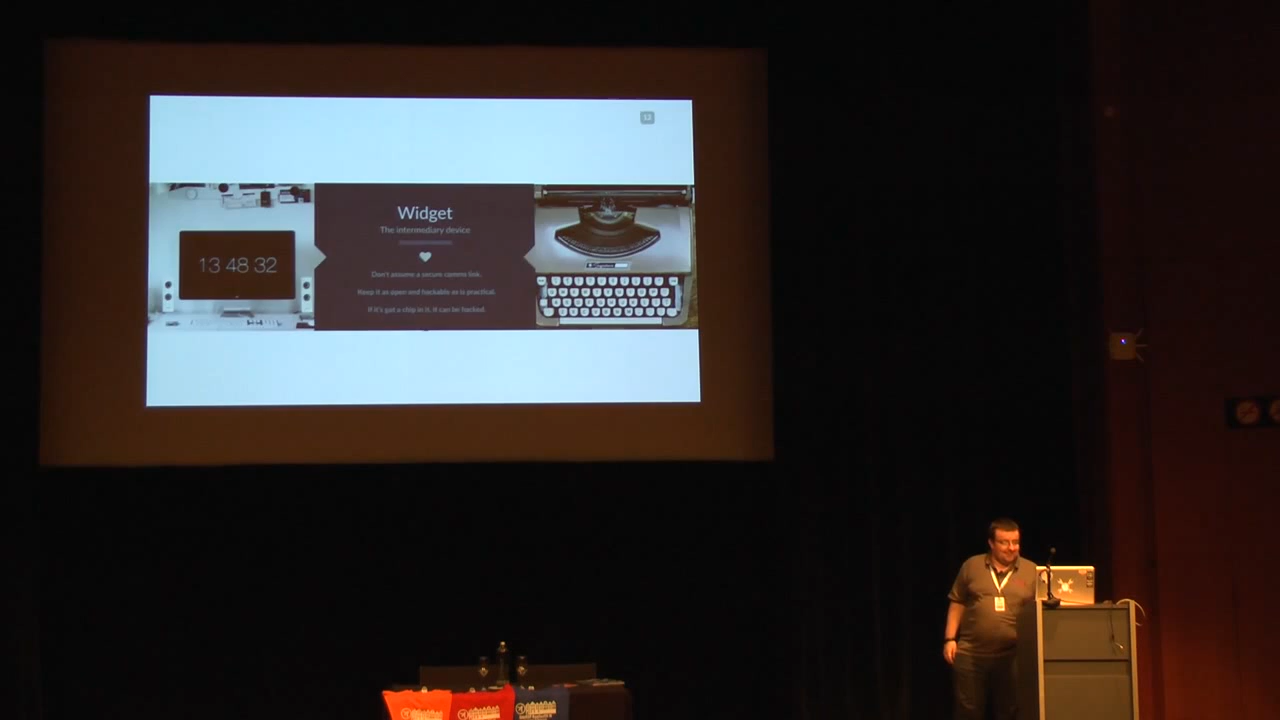 12
13 48 32
Widget
The intermediary device
Don't assume a secure comms link.
Keep it as open and hackable as is practical.
If it's got a chip in it, it can be hacked.